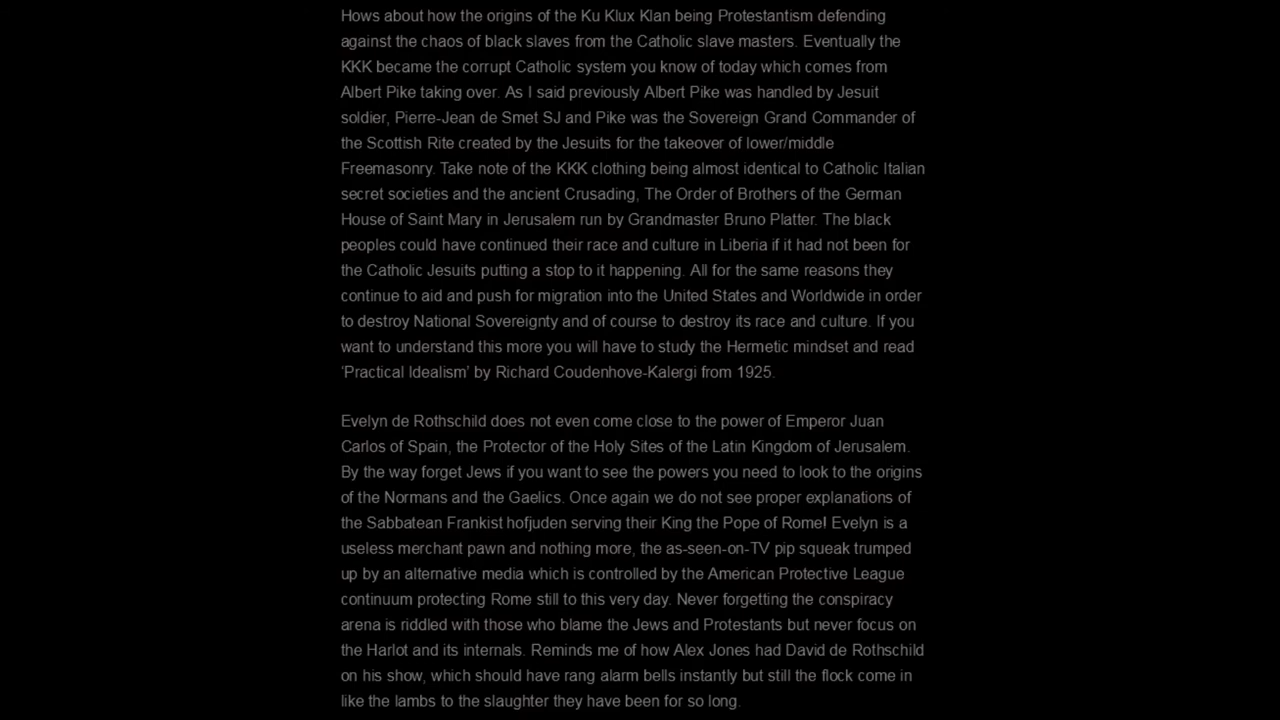 Hows about how the origins of the Ku Klux Klan being Protestantism defending
against the chaos of black slaves from the Catholic slave masters. Eventually the
KKK became the corrupt Catholic system you know of today which comes from
Albert Pike taking over. As I said previously Albert Pike was handled by Jesuit
soldier, Pierre-Jean de Smet SJ and Pike was the Sovereign Grand Commander of
the Scottish Rite created by the Jesuits for the takeover of lower/middle
Freemasonry. Take note of the KKK clothing being almost identical to Catholic Italian
secret societies and the ancient Crusading, The Order of Brothers of the German
House of Saint Mary in Jerusalem run by Grandmaster Bruno Platter. The black
peoples could have continued their race and culture in Liberia if it had not been for
the Catholic Jesuits putting a stop to it happening. All for the same reasons they
continue to aid and push for migration into the United States and Worldwide in order
to destroy National Sovereignty and of course to destroy its race and culture. If you
want to understand this more you will have to study the Hermetic mindset and read
‘Practical Idealism’ by Richard Coudenhove-Kalergi from 1925.
Evelyn de Rothschild does not even come close to the power of Emperor Juan
Carlos of Spain, the Protector of the Holy Sites of the Latin Kingdom of Jerusalem.
By the way forget Jews if you want to see the powers you need to look to the origins
of the Normans and the Gaelics. Once again we do not see proper explanations of
the Sabbatean Frankist hofjuden serving their King the Pope of Rome! Evelyn is a
useless merchant pawn and nothing more, the as-seen-on-TV pip squeak trumped
up by an alternative media which is controlled by the American Protective League
continuum protecting Rome still to this very day. Never forgetting the conspiracy
arena is riddled with those who blame the Jews and Protestants but never focus on
the Harlot and its internals. Reminds me of how Alex Jones had David de Rothschild
on his show, which should have rang alarm bells instantly but still the flock come in
like the lambs to the slaughter they have been for so long.